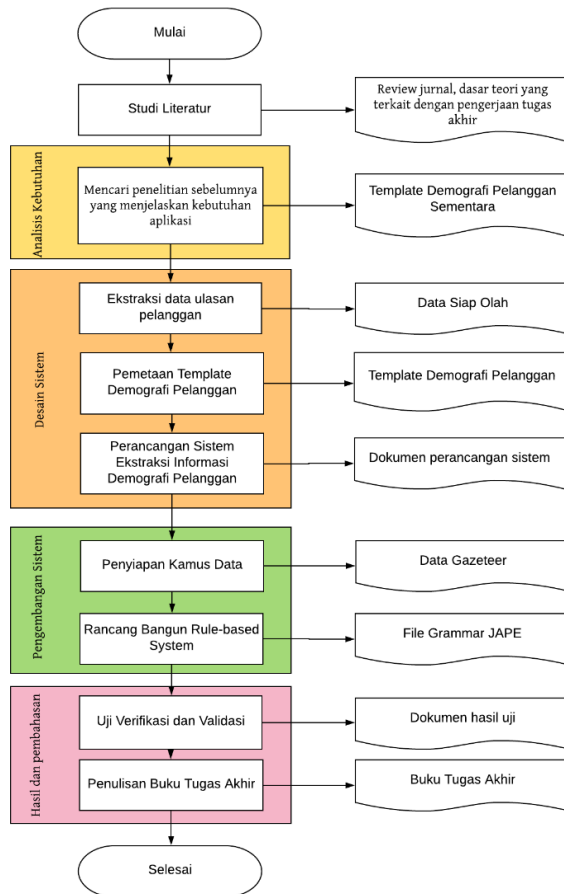 Mulai
Studi Literatur
Review jurnal, dasar teori yang
terkait dengan pengerjaan tugas
akhir
Analisis Kebutuhan
Mencari penelitian sebelumnya
yang menjelaskan kebutuhan
aplikasi
Template Demografi Pelanggan
Sementara
Desain Sistem
Ekstraksi data ulasan
pelanggan
Data Siap Olah
Pemetaan Template
Demografi Pelanggan
Template Demografi Pelanggan
Perancangan Sistem
Ekstraksi Informasi
Demografi Pelanggan
Dokumen perancangan sistem
Pengembangan Sistem
Penyiapan Kamus Data
Data Gazeteer
Rancang Bangun Rule-based
System
File Grammar JAPE
Hasil dan pembahasan
Uji Verifikasi dan Validasi
Dokumen hasil uji
Penulisan Buku Tugas Akhir
Buku Tugas Akhir
Selesai